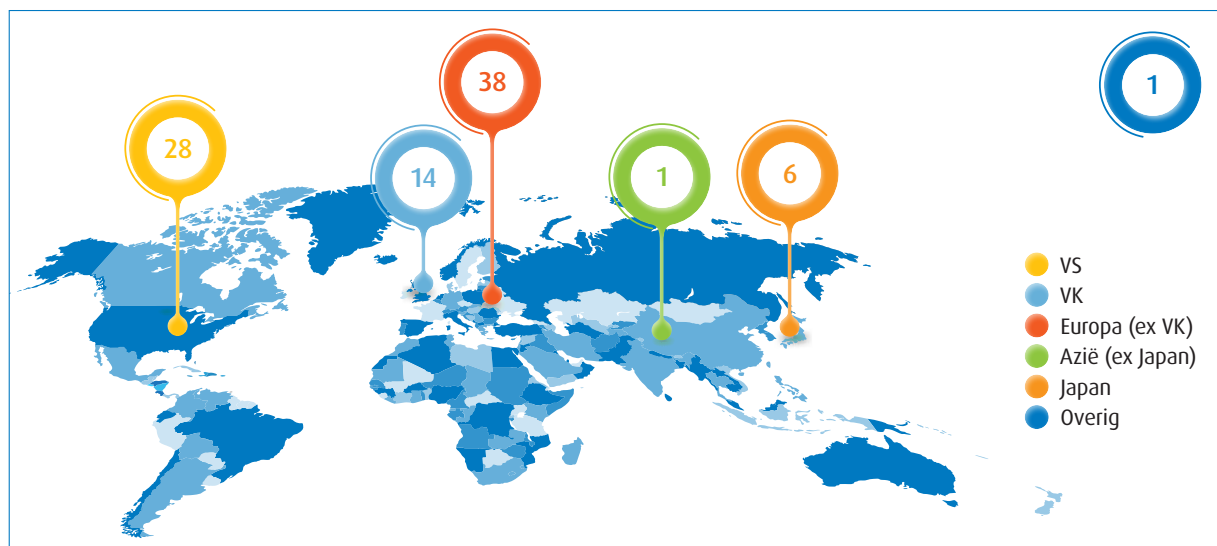 28
14
38
1
6
1
VS
VK
Europa (ex VK)
Azië (ex Japan)
Japan
Overig